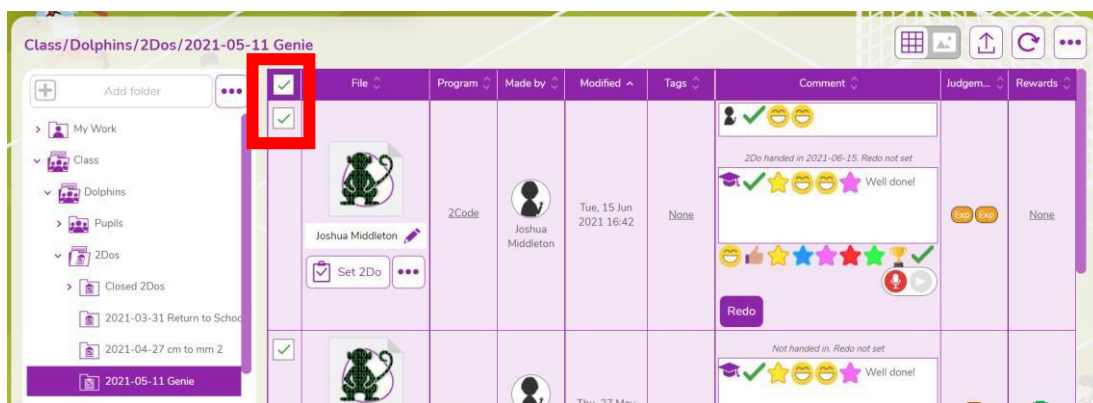 Class/Dolphins/2Dos/2021-05-11 Genie
Add folder
My Work
Class
Dolphins
Pupils
2Dos
Closed 2Dos
2021-03-31 Return to Schoo
2021-04-27 cm to mm 2
2021-05-11 Genie
File Program Made by Modified Tags Comment Judgem... Rewards
2Do handed in 2021-06-15. Redo not set
Well done!
Joshua Middleton
2Code
Joshua
Middleton
Tue, 15 Jun
2021 16:42
None
Exp Exp
None
Set 2Do
Redo
Not handed in. Redo not set
Well done!
Thu, 27 May